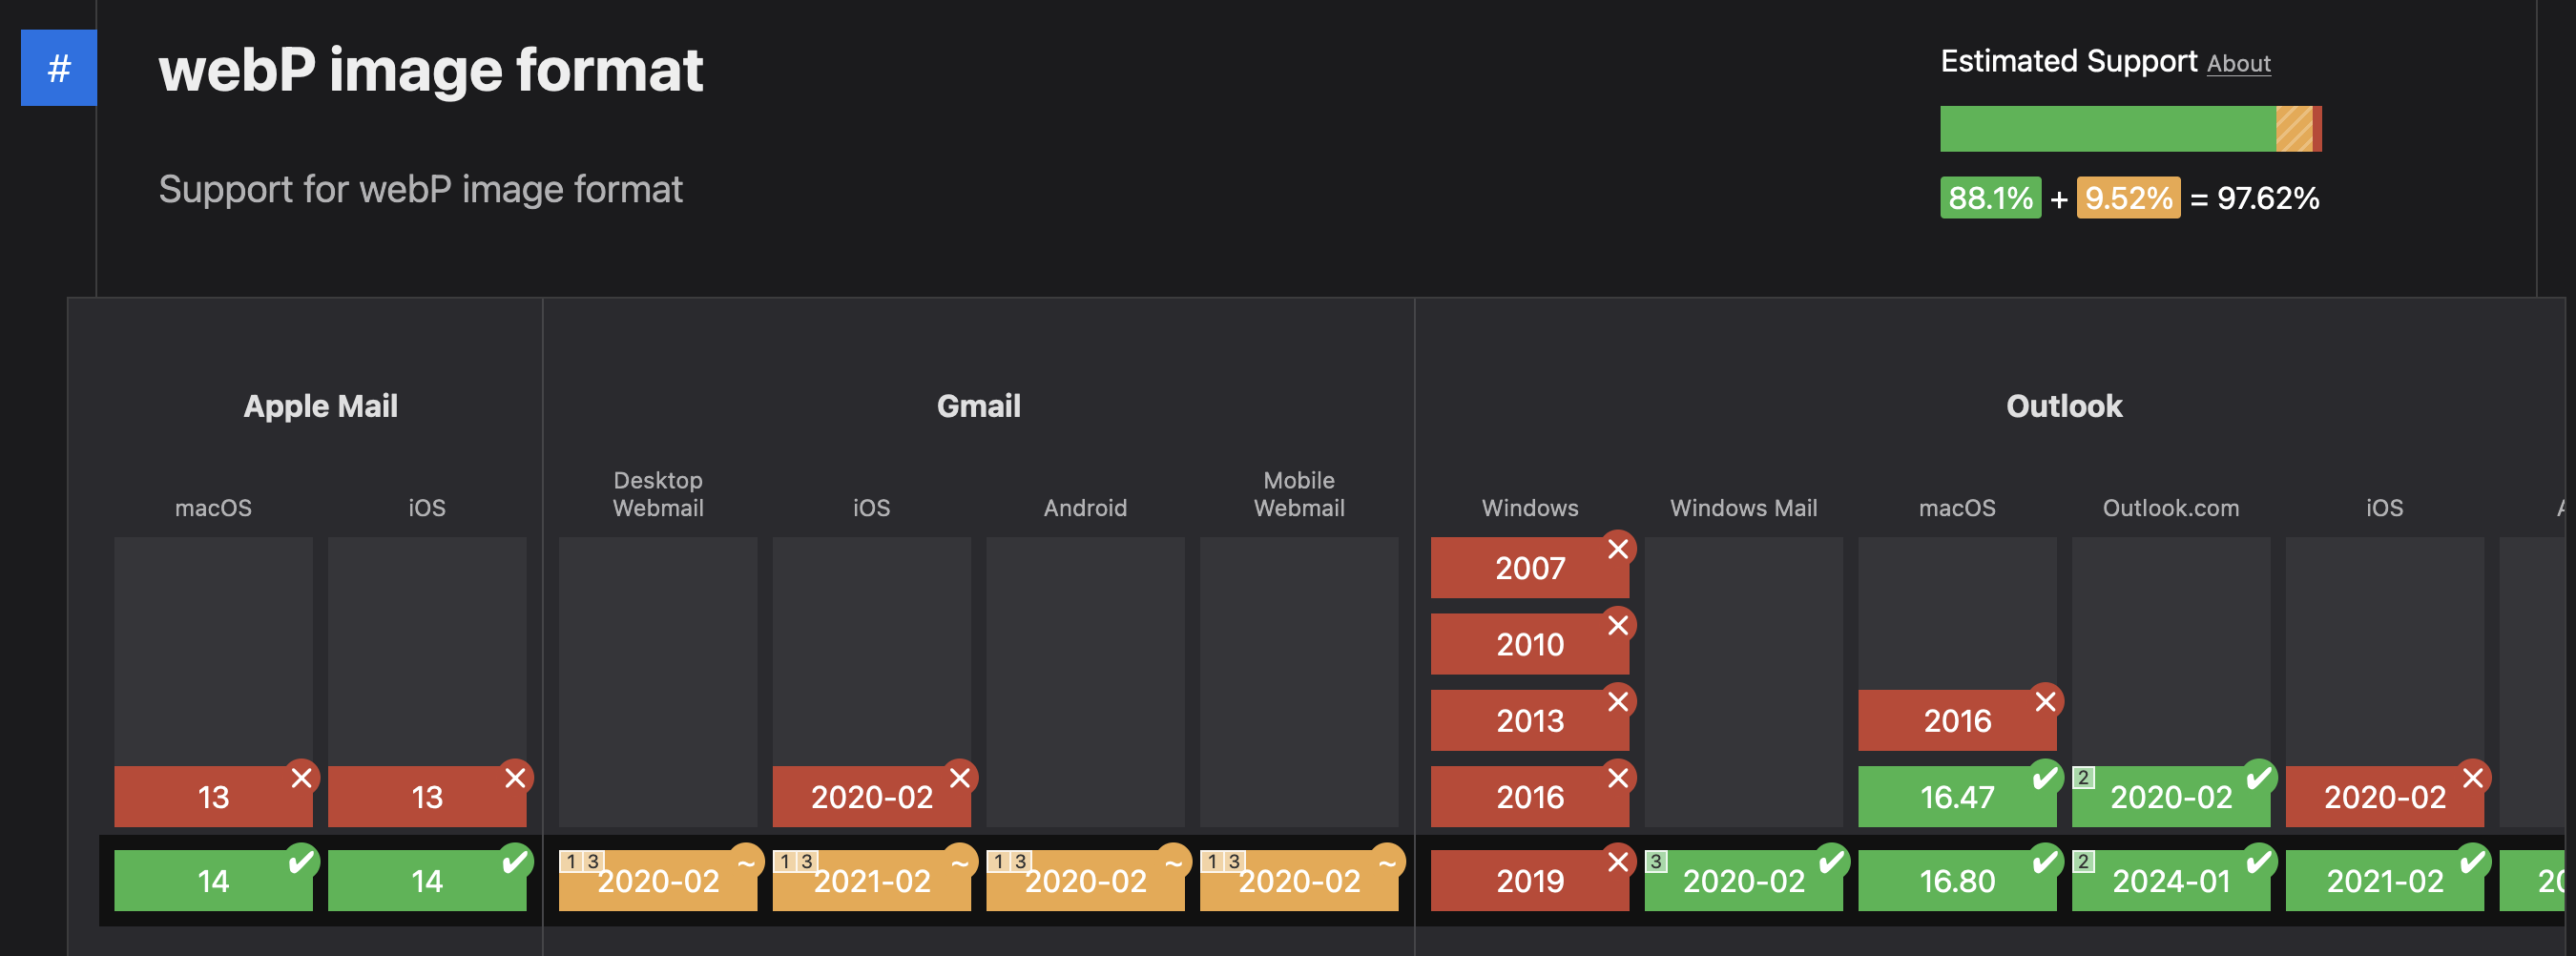 #
webP image format
Support for webP image format
Estimated Support About
88.1% + 9.52% = 97.62%
Apple Mail
Gmail
Outlook
macOS
iOS
Desktop
Webmail
iOS
Android
Mobile
Webmail
Windows
Windows Mail
macOS
Outlook.com
iOS
2007
2010
2013
2016
13
13
2020-02
2016
16.47
2 2020-02
2020-02
14
14
1 3 2020-02
1 3 2021-02
1 3 2020-02
1 3 2020-02
2019
3 2020-02
16.80
2 2024-01
2021-02